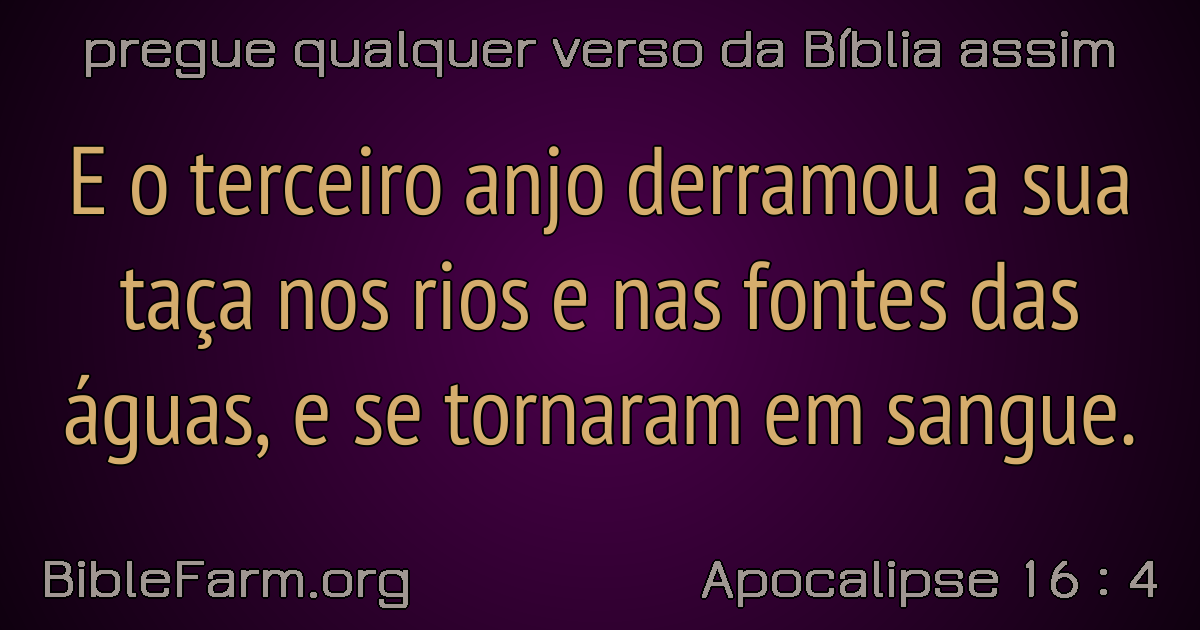 pregue qualquer verso da Bíblia assim
E o terceiro anjo derramou a sua
taça nos rios e nas fontes das
águas, e se tornaram em sangue.
BibleFarm.org
Apocalipse 16 : 4